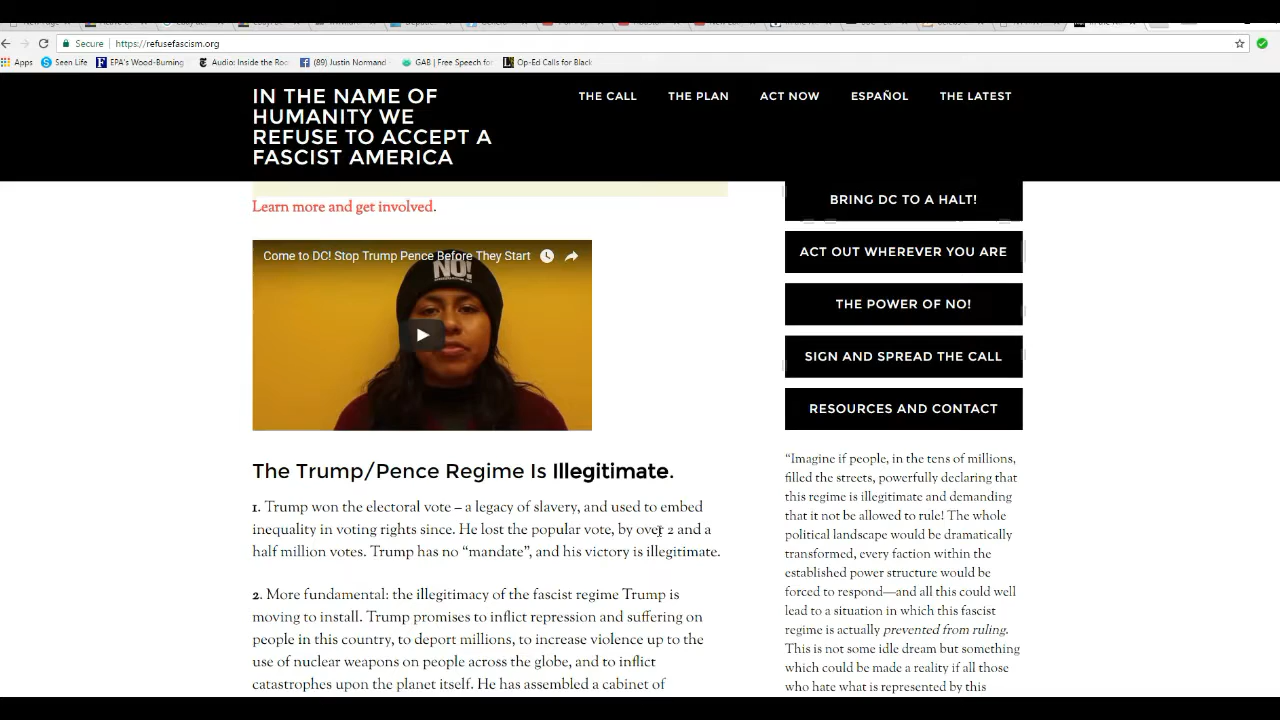 Secure
https://refusefascism.org
Apps
Seen Life
EPA's Wood-Burning
Audio: Inside the Roo
(89) Justin Normand
GAB | Free Speech for
Op-Ed Calls for Black
IN THE NAME OF
HUMANITY WE
REFUSE TO ACCEPT A
FASCIST AMERICA
THE CALL
THE PLAN
ACT NOW
ESPAÑOL
THE LATEST
Learn more and get involved.
Come to DC! Stop Trump Pence Before They Start
NO!
The Trump/Pence Regime Is Illegitimate.
1. Trump won the electoral vote – a legacy of slavery, and used to embed
inequality in voting rights since. He lost the popular vote, by over 2 and a
half million votes. Trump has no “mandate”, and his victory is illegitimate.
2. More fundamental: the illegitimacy of the fascist regime Trump is
moving to install. Trump promises to inflict repression and suffering on
people in this country, to deport millions, to increase violence up to the
use of nuclear weapons on people across the globe, and to inflict
catastrophes upon the planet itself. He has assembled a cabinet of
BRING DC TO A HALT!
ACT OUT WHEREVER YOU ARE
THE POWER OF NO!
SIGN AND SPREAD THE CALL
RESOURCES AND CONTACT
“Imagine if people, in the tens of millions,
filled the streets, powerfully declaring that
this regime is illegitimate and demanding
that it not be allowed to rule! The whole
political landscape would be dramatically
transformed, every faction within the
established power structure would be
forced to respond—and all this could well
lead to a situation in which this fascist
regime is actually prevented from ruling.
This is not some idle dream but something
which could be made a reality if all those
who hate what is represented by this